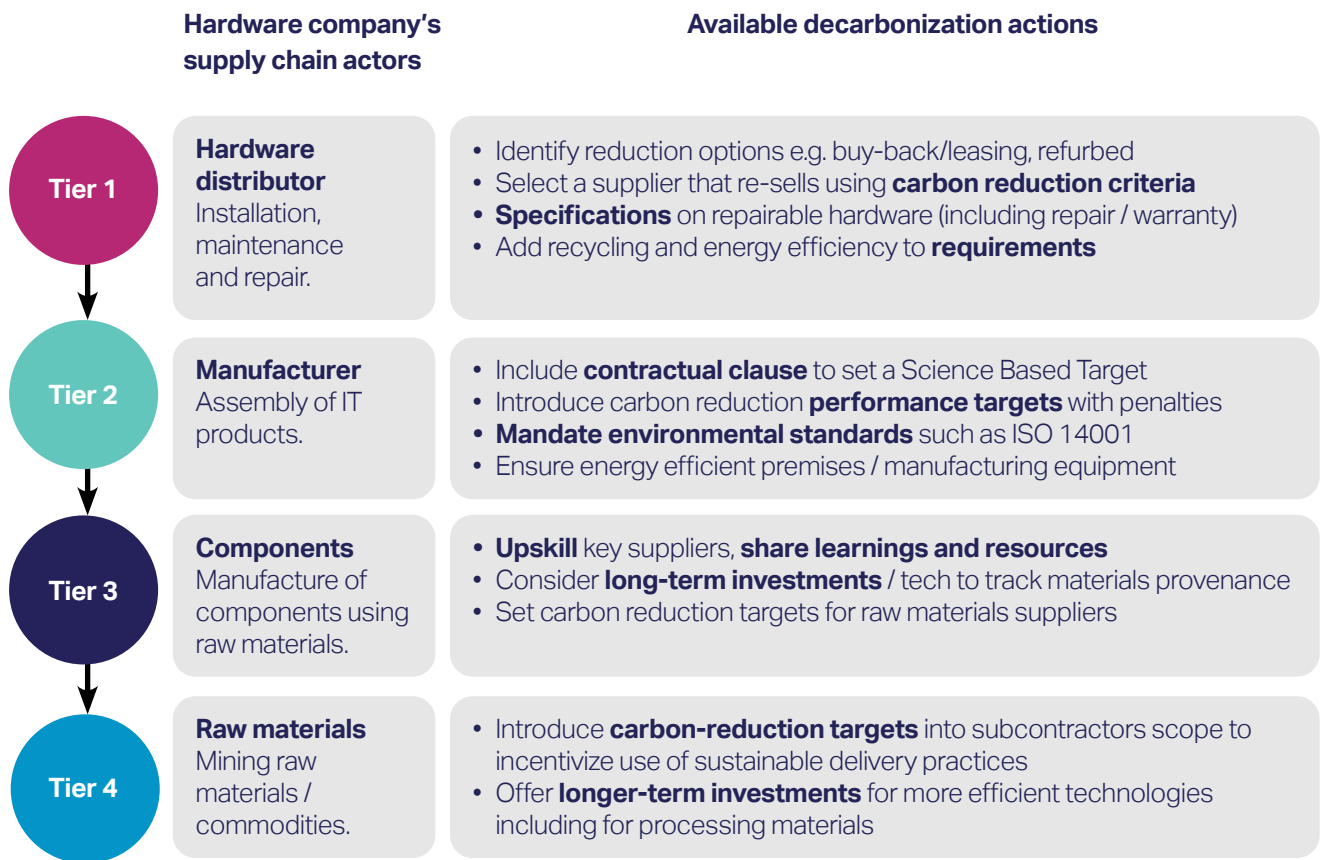 Hardware company's
supply chain actors
Available decarbonization actions
Tier 1
Hardware
distributor
Installation,
maintenance
and repair.
• Identify reduction options e.g. buy-back/leasing, refurbed
• Select a supplier that re-sells using carbon reduction criteria
• Specifications on repairable hardware (including repair / warranty)
• Add recycling and energy efficiency to requirements
Tier 2
Manufacturer
Assembly of IT
products.
• Include contractual clause to set a Science Based Target
• Introduce carbon reduction performance targets with penalties
• Mandate environmental standards such as ISO 14001
• Ensure energy efficient premises / manufacturing equipment
Tier 3
Components
Manufacture of
components using
raw materials.
• Upskill key suppliers, share learnings and resources
• Consider long-term investments / tech to track materials provenance
• Set carbon reduction targets for raw materials suppliers
Tier 4
Raw materials
Mining raw
materials /
commodities.
• Introduce carbon-reduction targets into subcontractors scope to
incentivize use of sustainable delivery practices
• Offer longer-term investments for more efficient technologies
including for processing materials